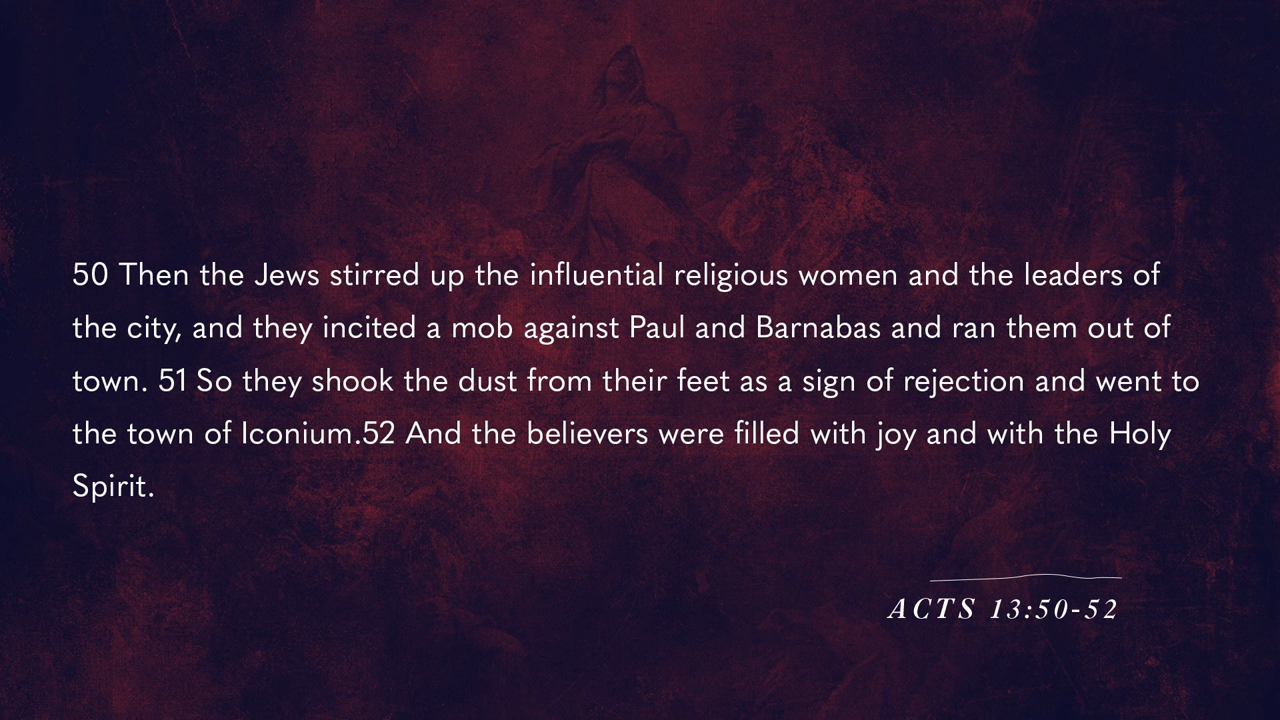 50 Then the Jews stirred up the influential religious women and the leaders of
the city, and they incited a mob against Paul and Barnabas and ran them out of
town. 51 So they shook the dust from their feet as a sign of rejection and went to
the town of Iconium.52 And the believers were filled with joy and with the Holy
Spirit.
ACTS 13:50-52